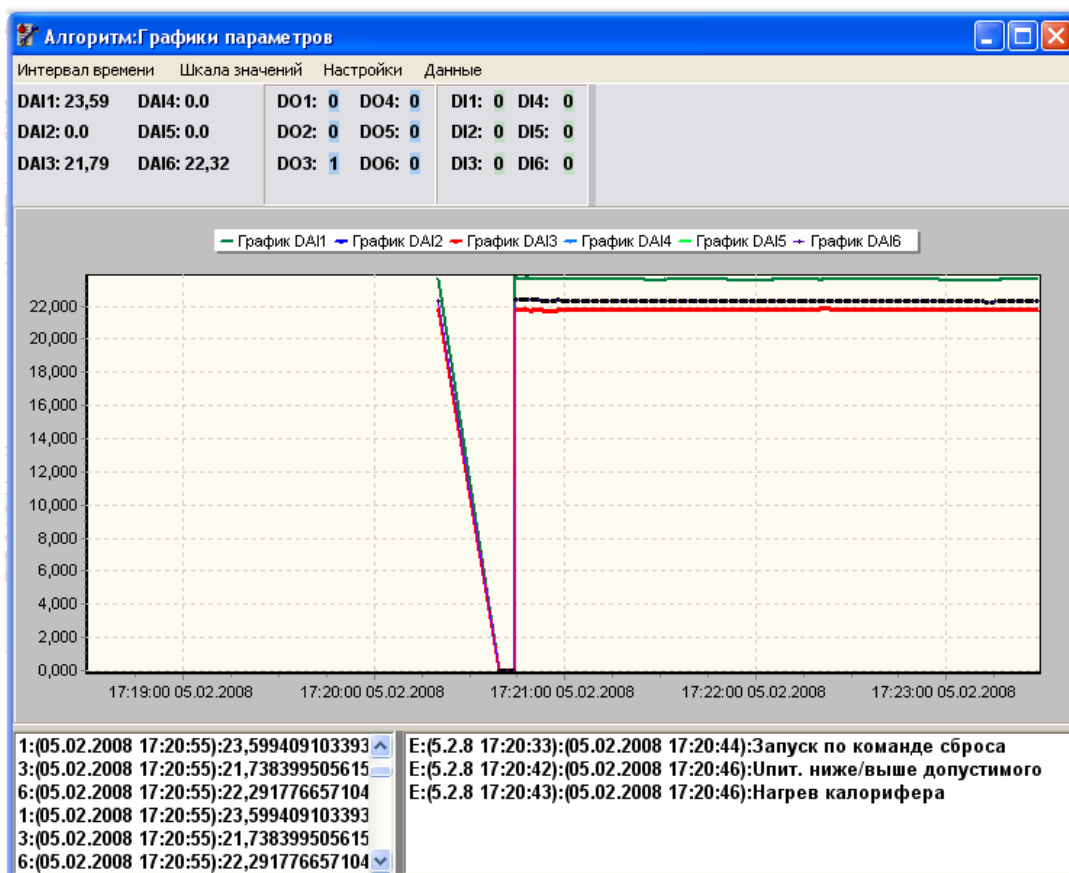 Алгоритм:Графики параметров
Интервал времени Шкала значений Настройки Данные
DAI1: 23,59 DAI4: 0.0 DO1: 0 DO4: 0 DI1: 0 DI4: 0
DAI2: 0.0 DAI5: 0.0 DO2: 0 DO5: 0 DI2: 0 DI5: 0
DAI3: 21,79 DAI6: 22,32 DO3: 1 DO6: 0 DI3: 0 DI6: 0
График DAI1 График DAI2 График DAI3 График DAI4 График DAI5 График DAI6
22,000
20,000
18,000
16,000
14,000
12,000
10,000
8,000
6,000
4,000
2,000
0,000
17:19:00 05.02.2008 17:20:00 05.02.2008 17:21:00 05.02.2008 17:22:00 05.02.2008 17:23:00 05.02.2008
1:(05.02.2008 17:20:55):23,599409103393
3:(05.02.2008 17:20:55):21,738399505615
6:(05.02.2008 17:20:55):22,291776657104
1:(05.02.2008 17:20:55):23,599409103393
3:(05.02.2008 17:20:55):21,738399505615
6:(05.02.2008 17:20:55):22,291776657104
E:(5.2.8 17:20:33):(05.02.2008 17:20:44):Запуск по команде сброса
E:(5.2.8 17:20:42):(05.02.2008 17:20:46):Uпит. ниже/выше допустимого
E:(5.2.8 17:20:43):(05.02.2008 17:20:46):Нагрев калорифера